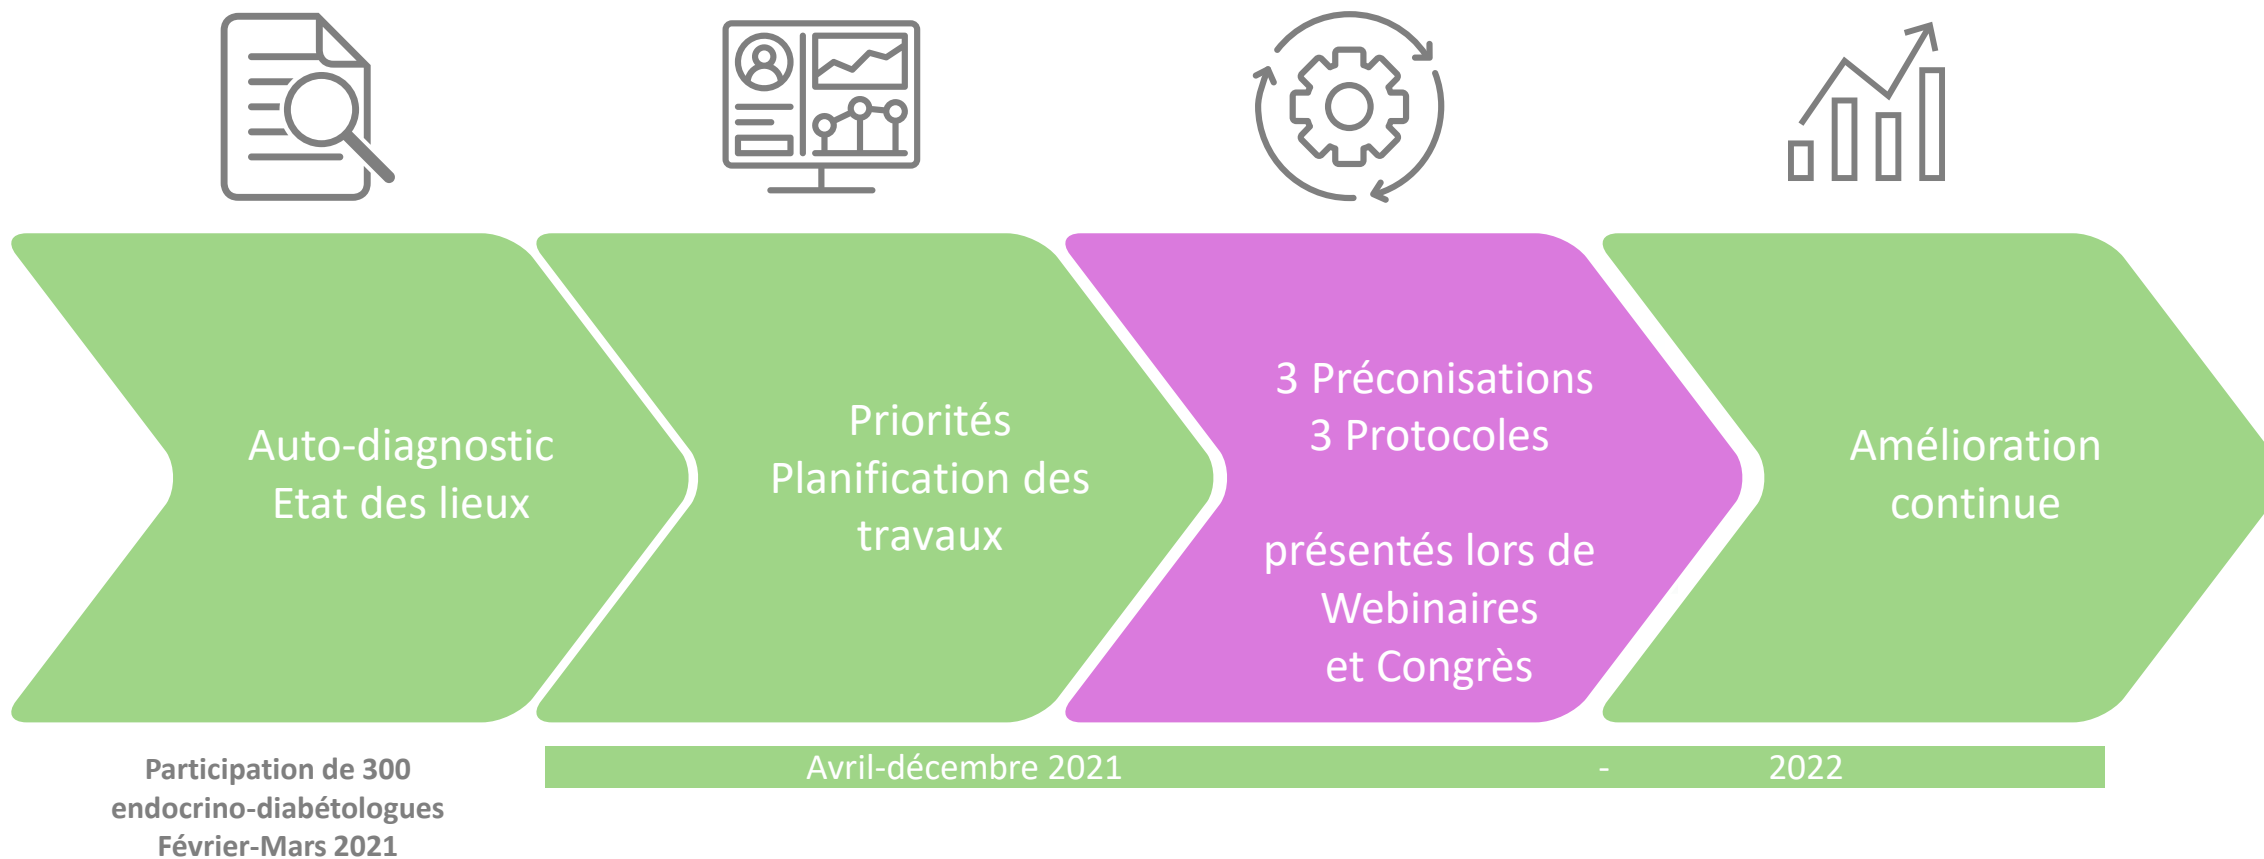 Auto-diagnostic
Etat des lieux
Priorités
Planification des
travaux
3 Préconisations
3 Protocoles
présentés lors de
Webinaires
et Congrès
Amélioration
continue
Participation de 300
endocrino-diabétologues
Février-Mars 2021
Avril-décembre 2021 - 2022